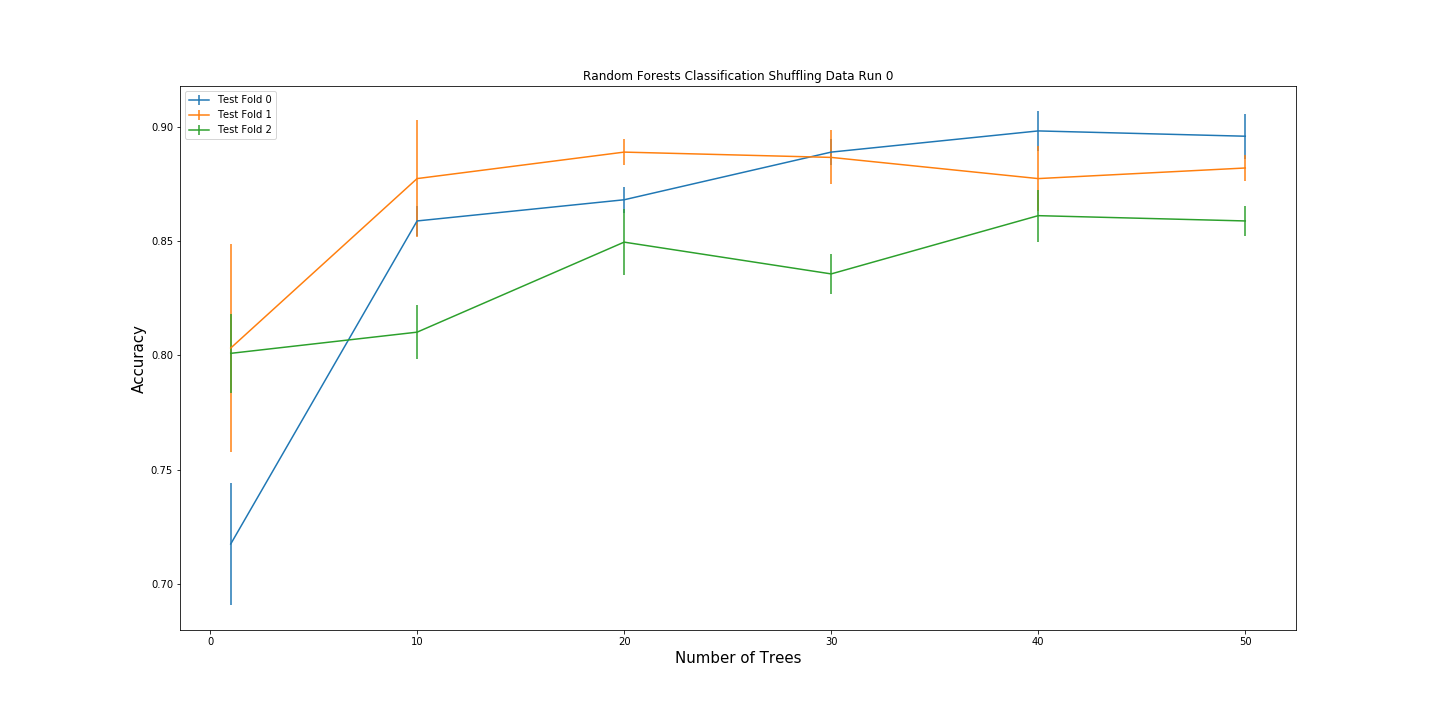 Random Forests Classification Shuffling Data Run 0
Test Fold 0
Test Fold 1
Test Fold 2
0.90
0.85
0.80
0.75
0.70
Accuracy
0 10 20 30 40 50
Number of Trees